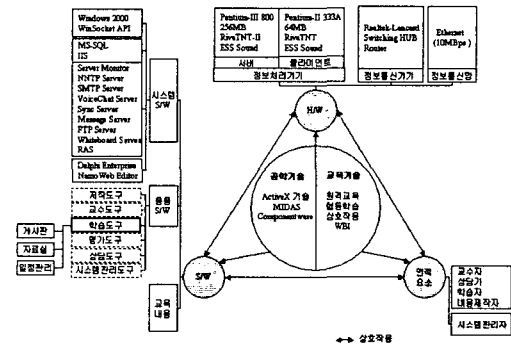 Windows 2000
WinSocket API
MS-SQL
IIS
Server Monitor
NNTP Server
SMTP Server
VoiceChat Server
Sync Server
Message Server
FTP Server
Whiteboard Server
RAS
Delphi Enterprise
NamoWeb Editor
시스템
S/W
저작도구
교수도구
학습도구
평가도구
상담도구
시스템관리도구
응용
S/W
게시판
자료실
일정관리
교육
내용
Pentium-III 800
256MB
RivaTNT-II
ESS Sound
서버
Pentium-II 333A
64MB
RivaTNT
ESS Sound
클라이언트
정보처리기기
Realtek-Lancard
Switching HUB
Router
정보통신기기
Ethernet
(10MBps)
정보통신망
H/W
공학기술
ActiveX 기술
MIDAS
Componentware
교육기술
원격교육
협동학습
상호작용
WBI
S/W
인적
요소
교수자
상담가
학습자
내용제작자
시스템관리자
상호작용